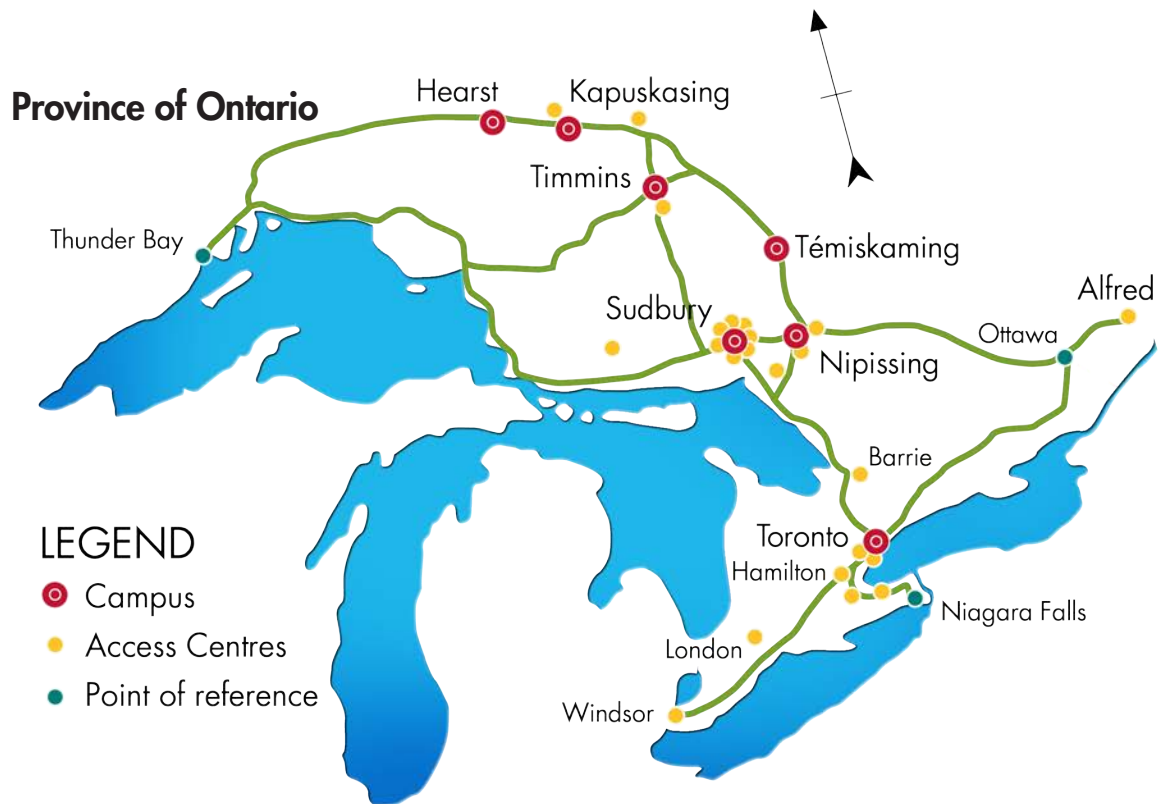 Province of Ontario
Hearst
Kapuskasing
Timmins
Thunder Bay
Témiskaming
Sudbury
Alfred
Ottawa
Nipissing
Barrie
Toronto
Hamilton
Niagara Falls
London
Windsor
LEGEND
Campus
Access Centres
Point of reference